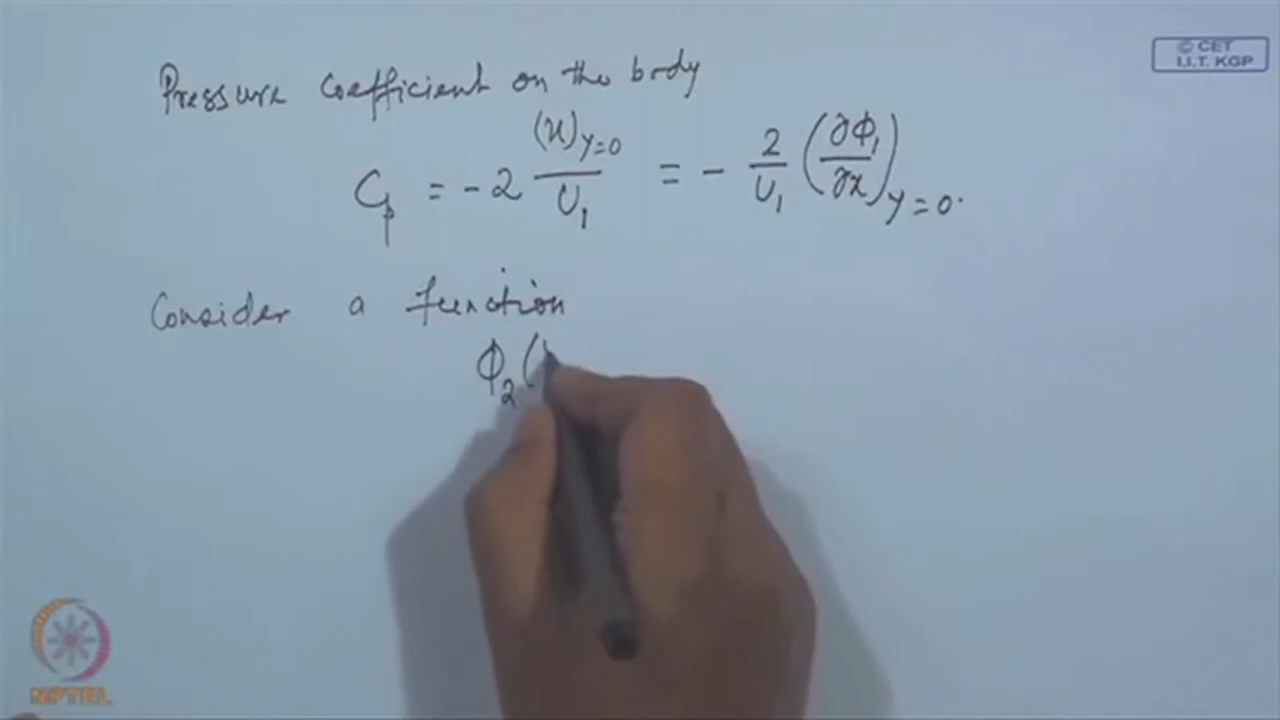 © CET
I.I.T. KGP
Pressure coefficient on the body
Cp = -2 (u)y=0 / U1 = - 2/U1 (∂Φ1/∂x)y=0.
Consider a function
Φ2(
NPTEL